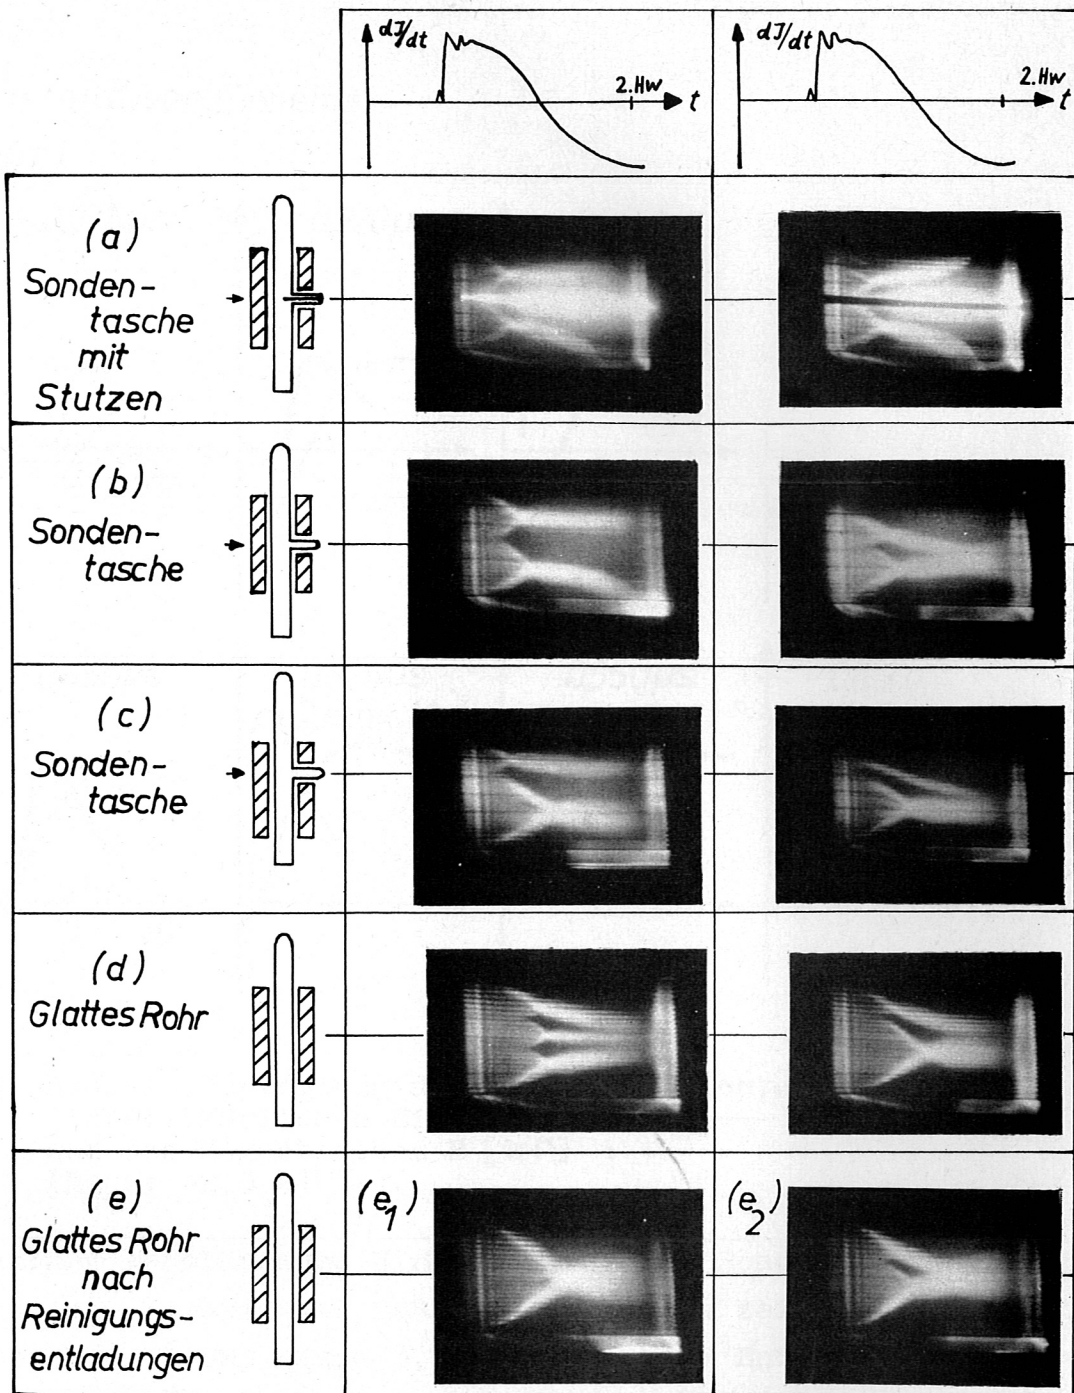 dJ/dt
2.Hw
t
dJ/dt
2.Hw
t
(a)
Sonden-
tasche
mit
Stutzen
(b)
Sonden-
tasche
(c)
Sonden-
tasche
(d)
Glattes Rohr
(e)
Glattes Rohr
nach
Reinigungs-
entladungen
(e1)
(e2)